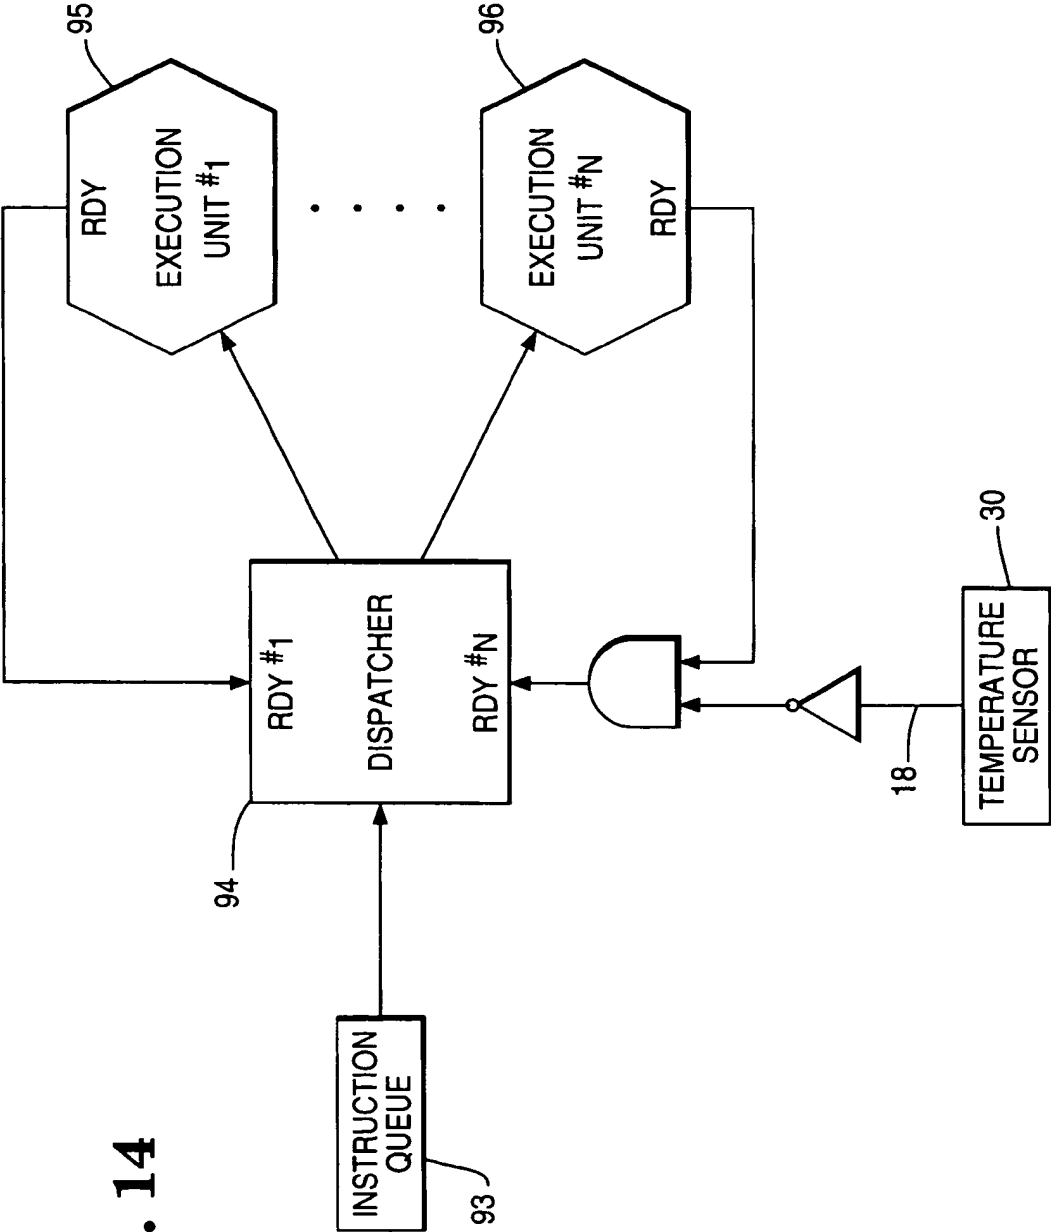 . 14
INSTRUCTION
QUEUE
93
94
RDY #1
DISPATCHER
RDY #N
RDY
EXECUTION
UNIT #1
95
EXECUTION
UNIT #N
RDY
96
18
TEMPERATURE
SENSOR
30